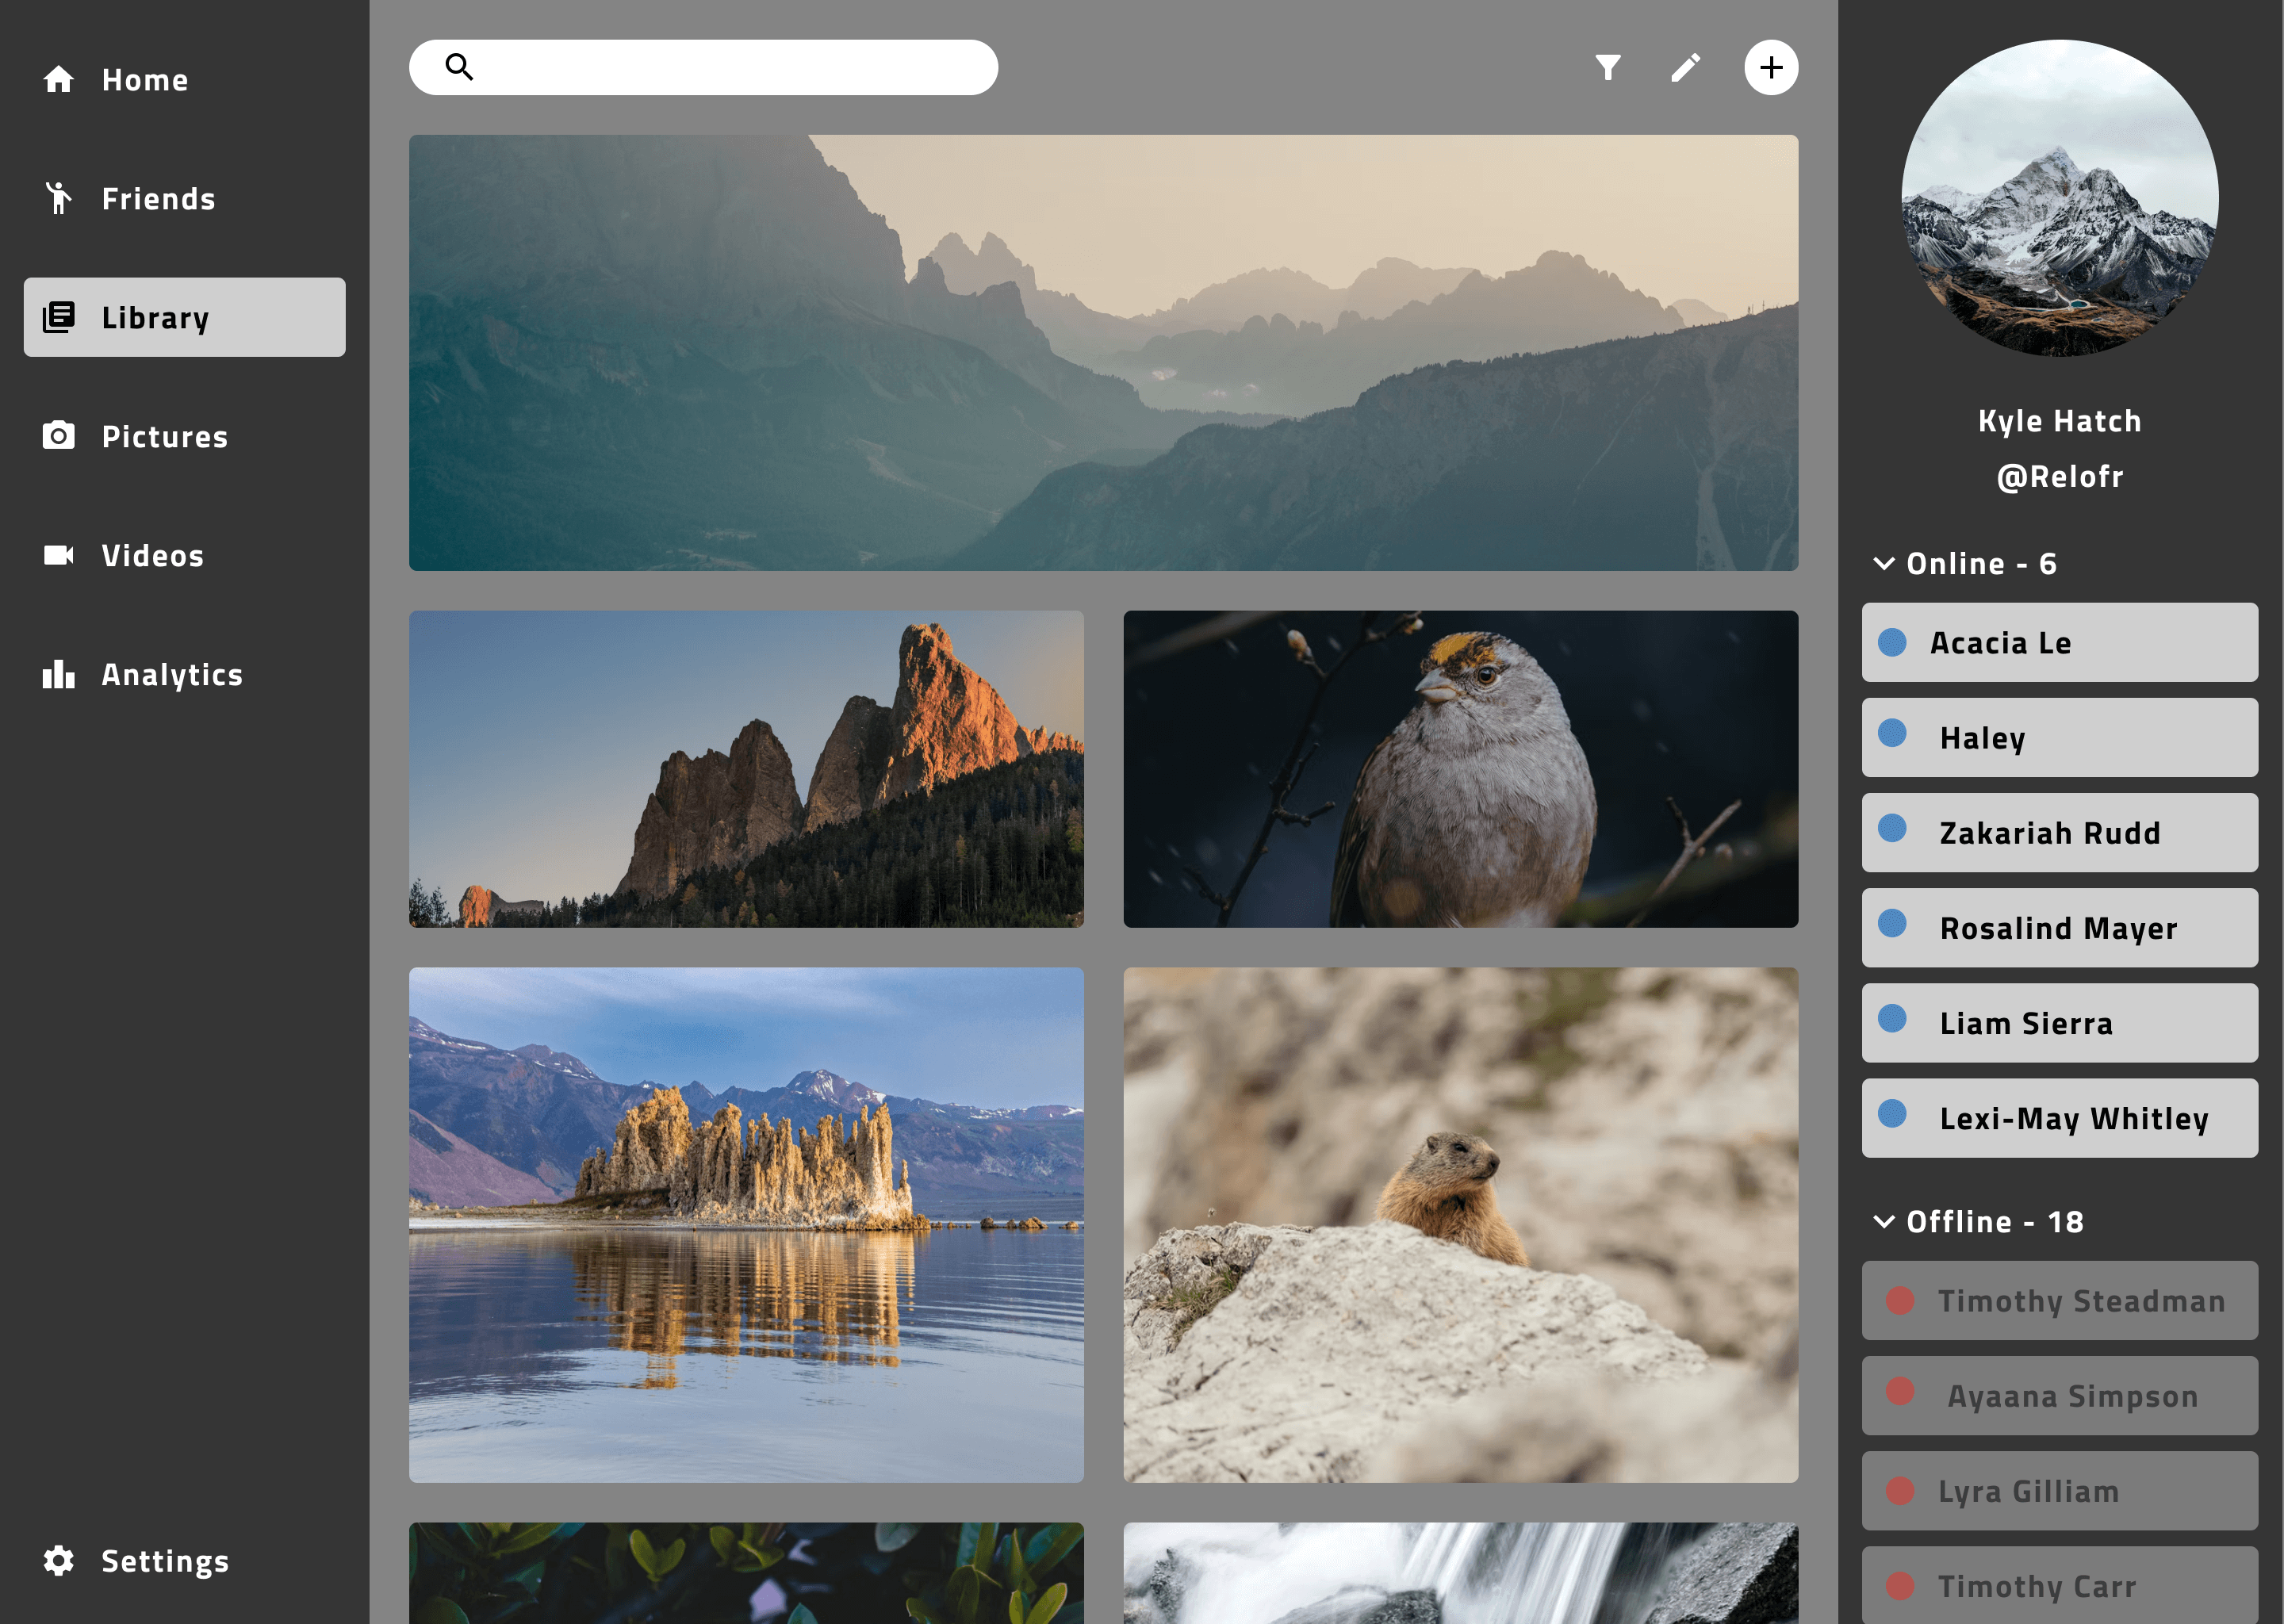 Home
Friends
Library
Pictures
Videos
Analytics
Settings
Kyle Hatch
@Relofr
Online - 6
Acacia Le
Haley
Zakariah Rudd
Rosalind Mayer
Liam Sierra
Lexi-May Whitley
Offline - 18
Timothy Steadman
Ayaana Simpson
Lyra Gilliam
Timothy Carr